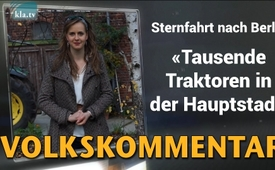 kla.tv
Sternfahrt nach Berl
«Tausende
Traktoren in
der Hauptstad
VOLKSKOMMENTAR